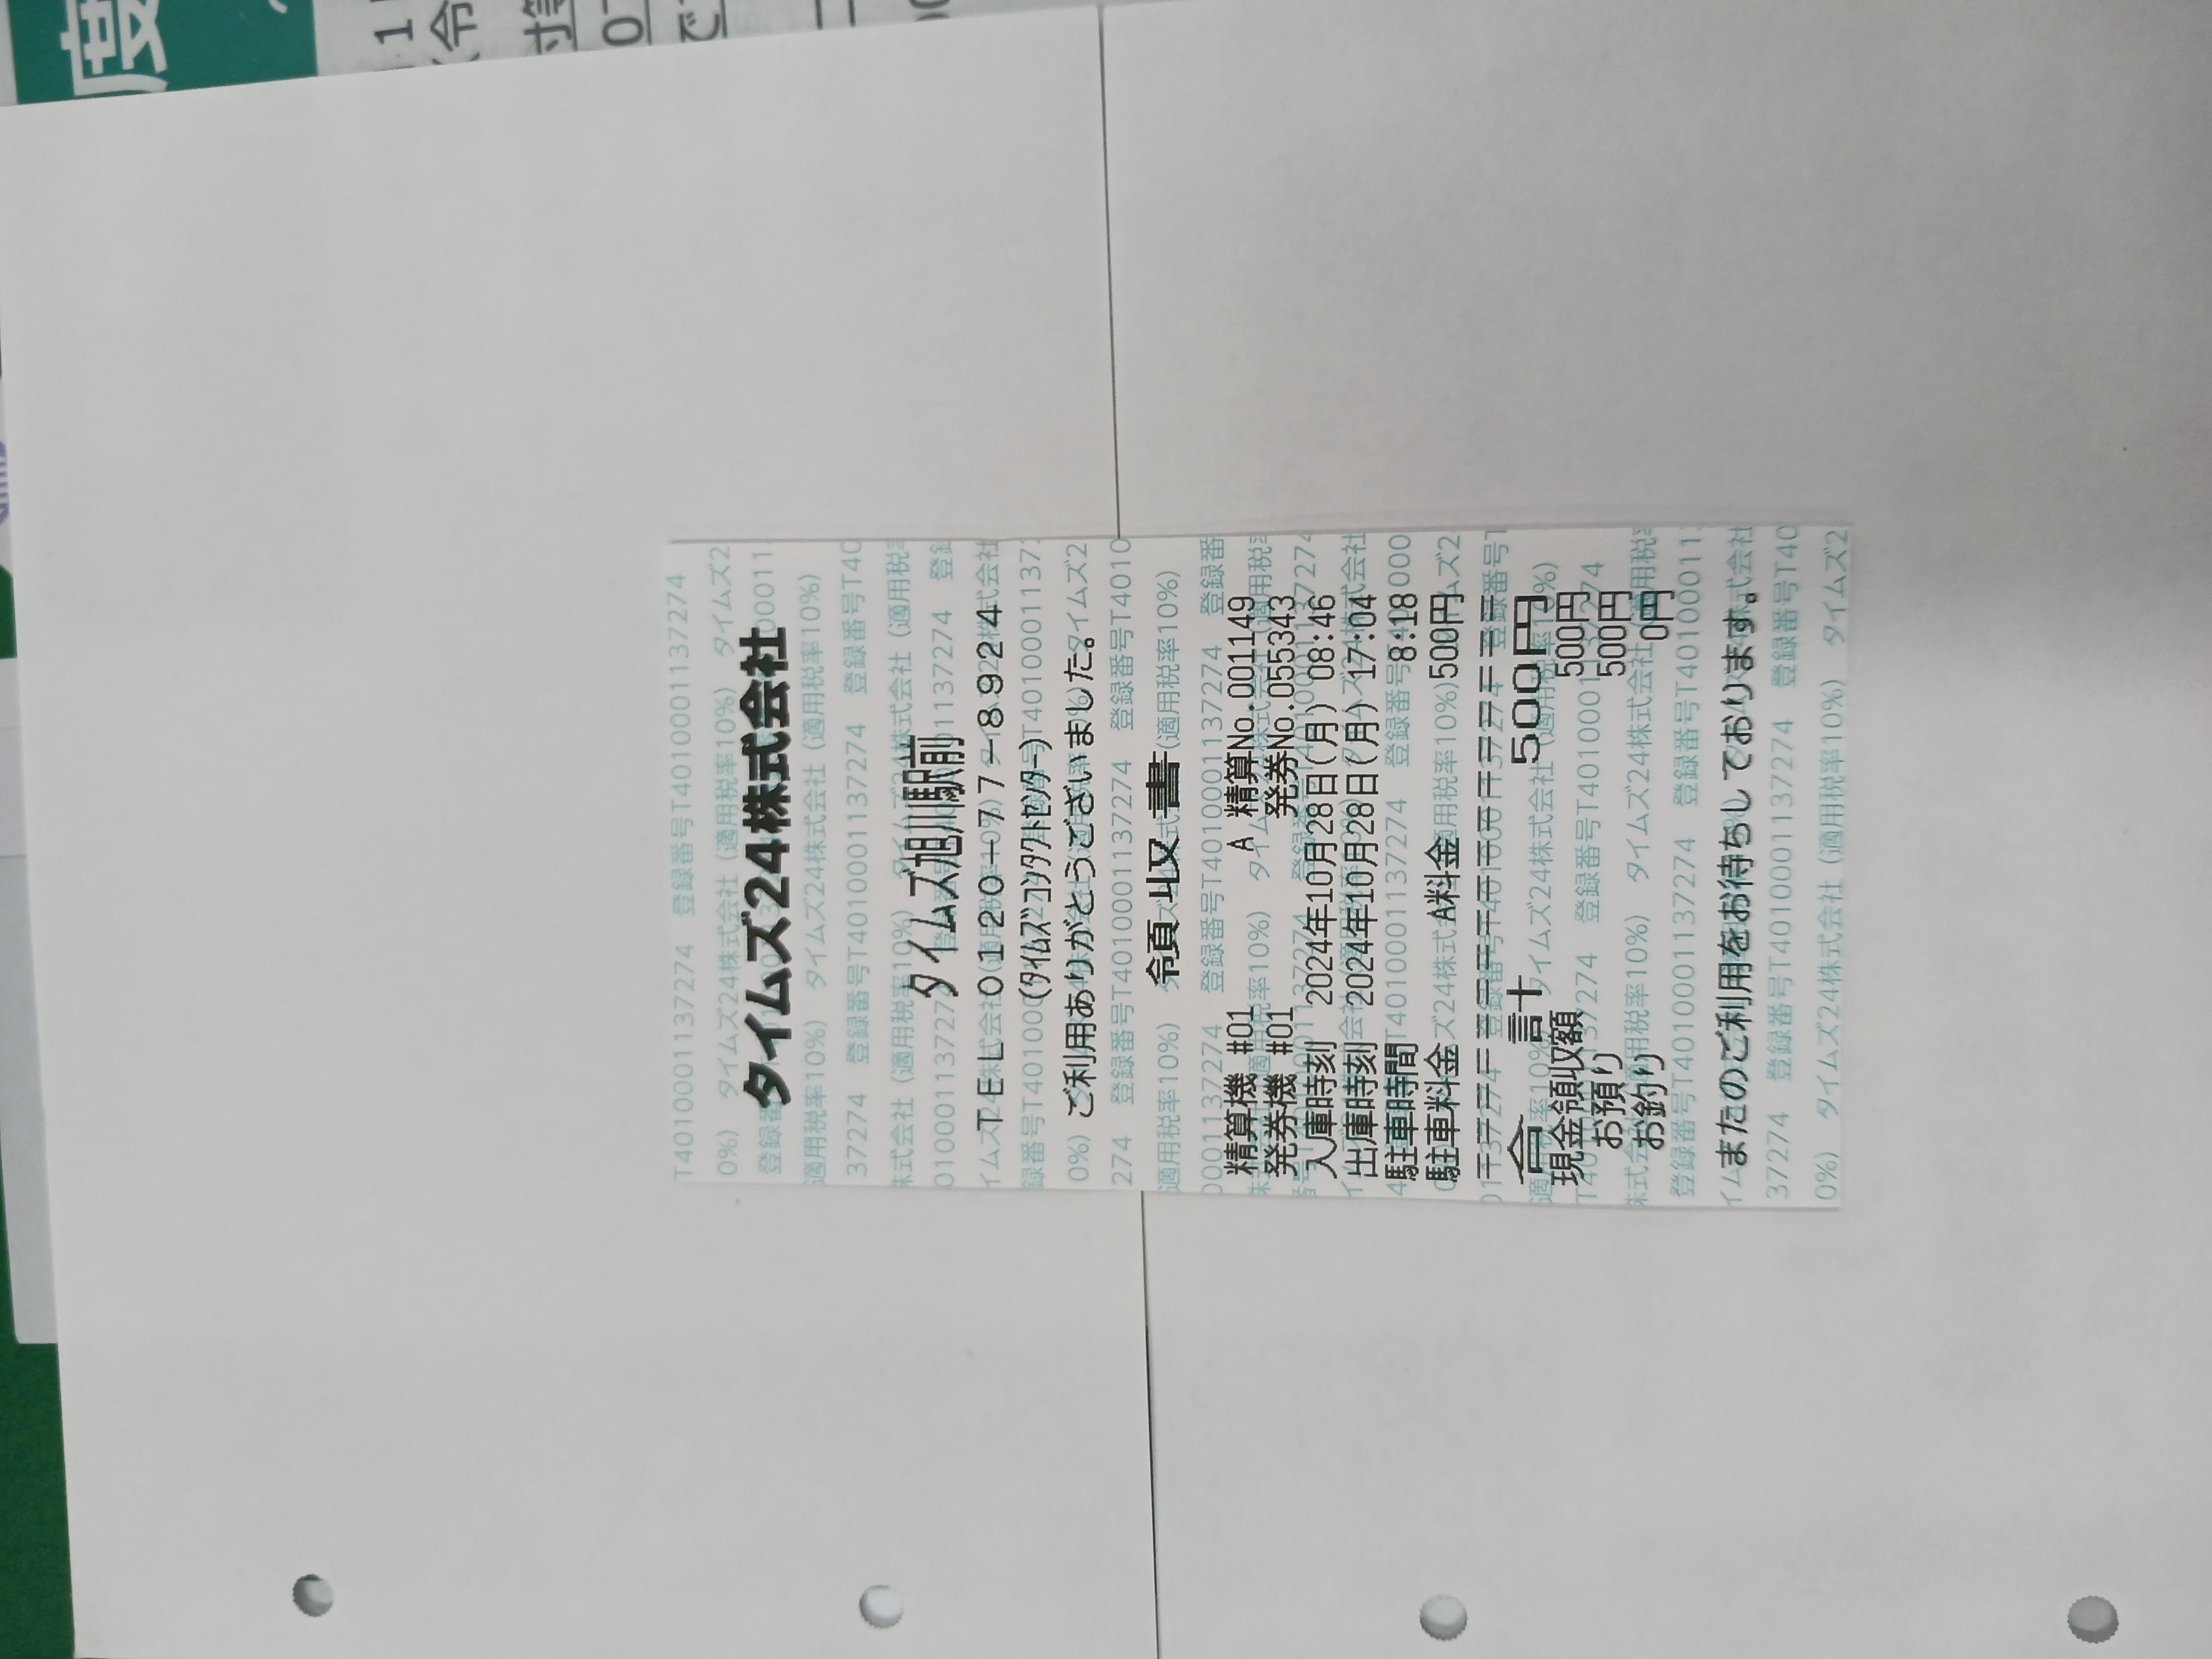 度
タイムズ24株式会社
タイムズ旭川駅前
TEL 0120-77-8924
(タイムズコンタクトセンター)
ご利用ありがとうございました。
領収書
精算機 #01 A 精算No.001149
発券機 #01 発券No.055343
入庫時刻 2024年10月28日(月) 08:46
出庫時刻 2024年10月28日(月) 17:04
駐車時間 8:18
駐車料金 A料金 500円
合 計 500円
現金領収額 500円
お預り 500円
お釣り 0円
またのご利用をお待ちしております。
タイムズ24株式会社 (適用税率10%) 登録番号T4010001137274